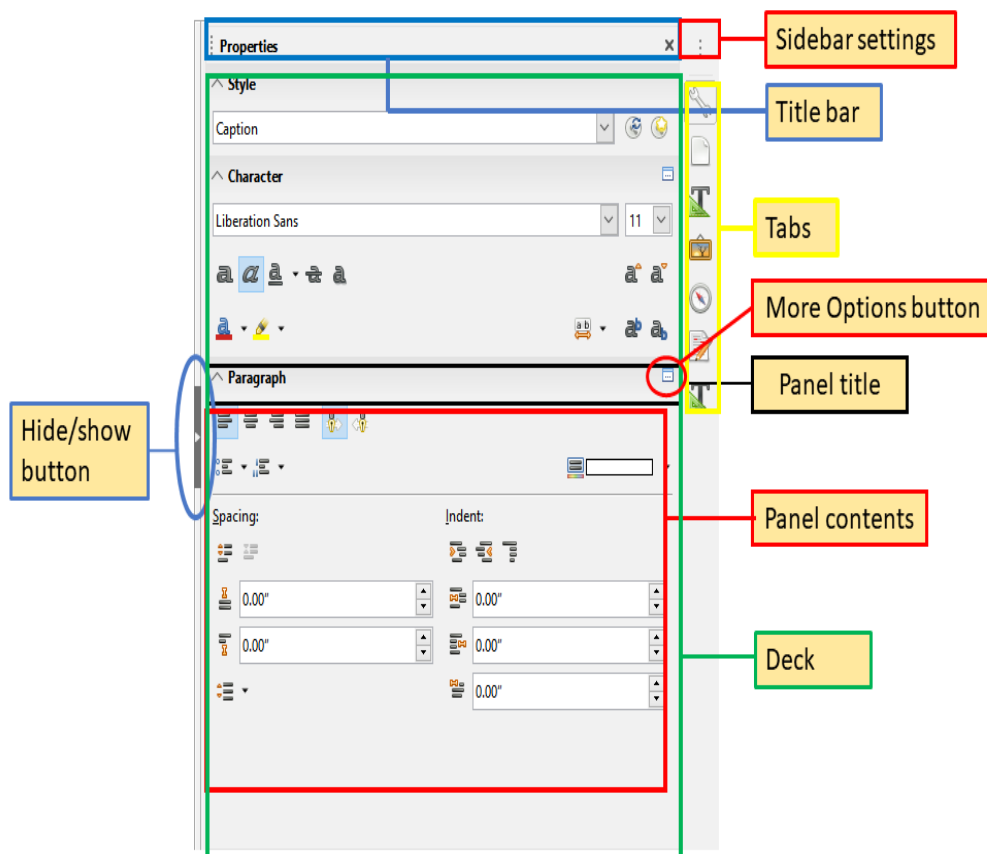 Properties
Sidebar settings
Style
Title bar
Caption
Character
Liberation Sans
11
Tabs
More Options button
Paragraph
Panel title
Hide/show
button
Panel contents
Spacing:
Indent:
0.00"
0.00"
0.00"
0.00"
Deck
0.00"